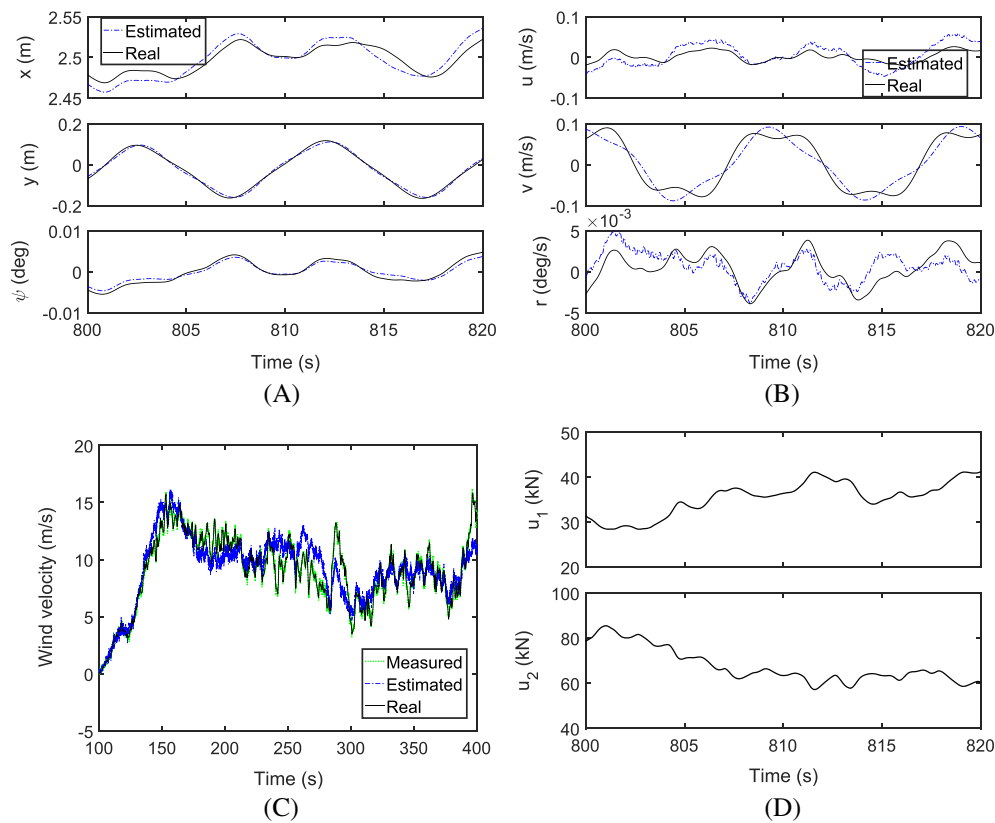 2.55
2.5
2.45
x (m)
Estimated
Real
0.2
0
-0.2
y (m)
0.01
0
-0.01
ψ (deg)
800
805
810
815
820
Time (s)
(A)
0.1
0
-0.1
u (m/s)
Estimated
Real
0.1
0
-0.1
v (m/s)
×10⁻³
5
0
-5
r (deg/s)
800
805
810
815
820
Time (s)
(B)
20
15
10
5
0
-5
Wind velocity (m/s)
Measured
Estimated
Real
100
150
200
250
300
350
400
Time (s)
(C)
50
40
30
20
u₁ (kN)
100
80
60
40
u₂ (kN)
800
805
810
815
820
Time (s)
(D)